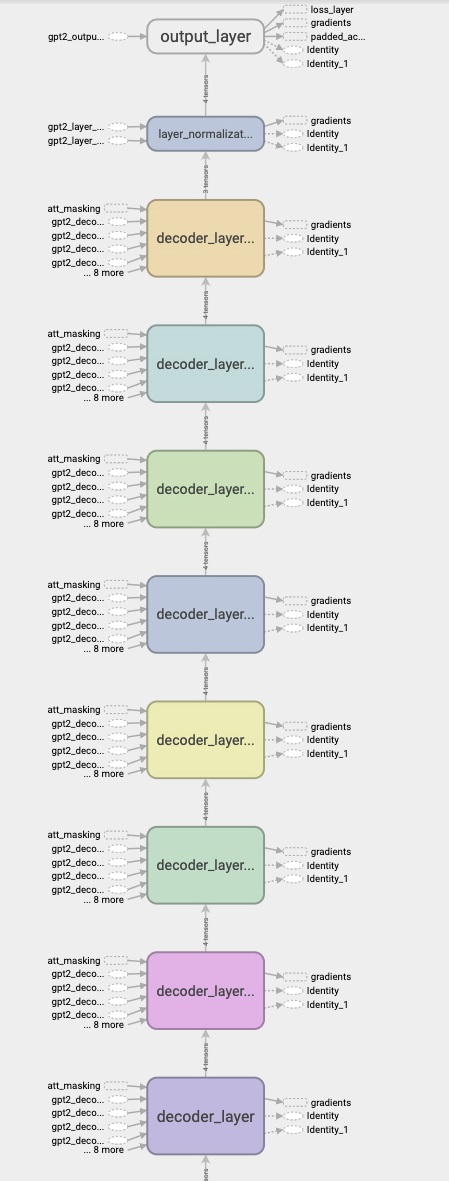 loss_layer
gradients
gpt2_outpu... output_layer padded_ac...
Identity
Identity_1
4 tensors
gpt2_layer_... gradients
layer_normalizat... Identity
gpt2_layer_... Identity_1
3 tensors
att_masking
gpt2_deco... gradients
gpt2_deco... decoder_layer... Identity
gpt2_deco... Identity_1
gpt2_deco...
... 8 more
4 tensors
att_masking
gpt2_deco... gradients
gpt2_deco... decoder_layer... Identity
gpt2_deco... Identity_1
gpt2_deco...
... 8 more
4 tensors
att_masking
gpt2_deco... gradients
gpt2_deco... decoder_layer... Identity
gpt2_deco... Identity_1
gpt2_deco...
... 8 more
4 tensors
att_masking
gpt2_deco... gradients
gpt2_deco... decoder_layer... Identity
gpt2_deco... Identity_1
gpt2_deco...
... 8 more
4 tensors
att_masking
gpt2_deco... gradients
gpt2_deco... decoder_layer... Identity
gpt2_deco... Identity_1
gpt2_deco...
... 8 more
4 tensors
att_masking
gpt2_deco... gradients
gpt2_deco... decoder_layer... Identity
gpt2_deco... Identity_1
gpt2_deco...
... 8 more
4 tensors
att_masking
gpt2_deco... gradients
gpt2_deco... decoder_layer... Identity
gpt2_deco... Identity_1
gpt2_deco...
... 8 more
4 tensors
att_masking
gpt2_deco... gradients
gpt2_deco... decoder_layer Identity
gpt2_deco... Identity_1
gpt2_deco...
... 8 more